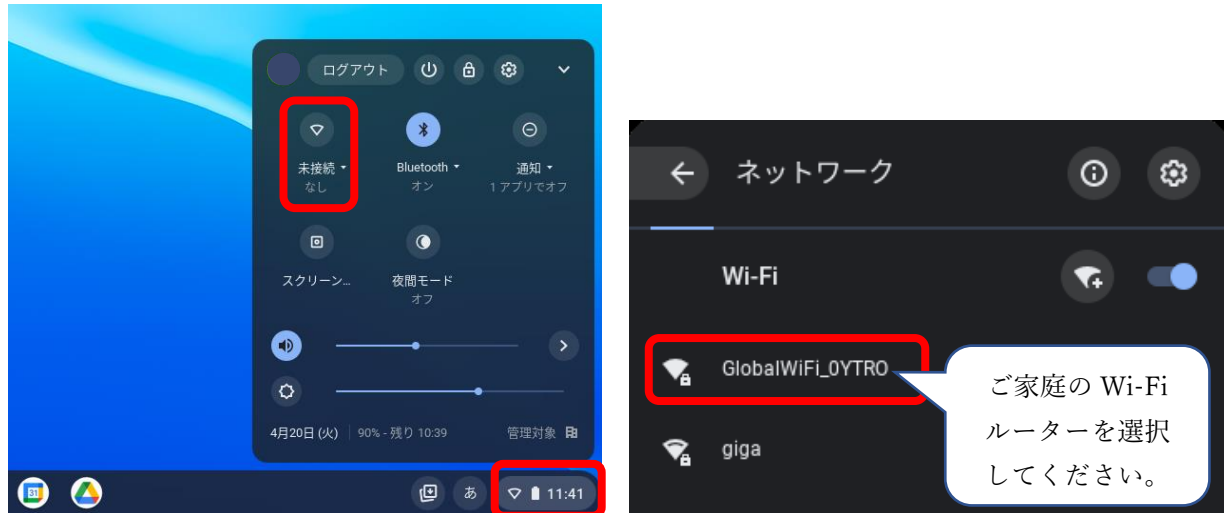 ログアウト
未接続
なし
Bluetooth
オン
通知
1 アプリでオフ
スクリーン...
夜間モード
オフ
4月20日 (火) 90% - 残り 10:39 管理対象
31
あ
11:41
ネットワーク
Wi-Fi
GlobalWiFi_0YTRO
giga
ご家庭の Wi-Fi
ルーターを選択
してください。